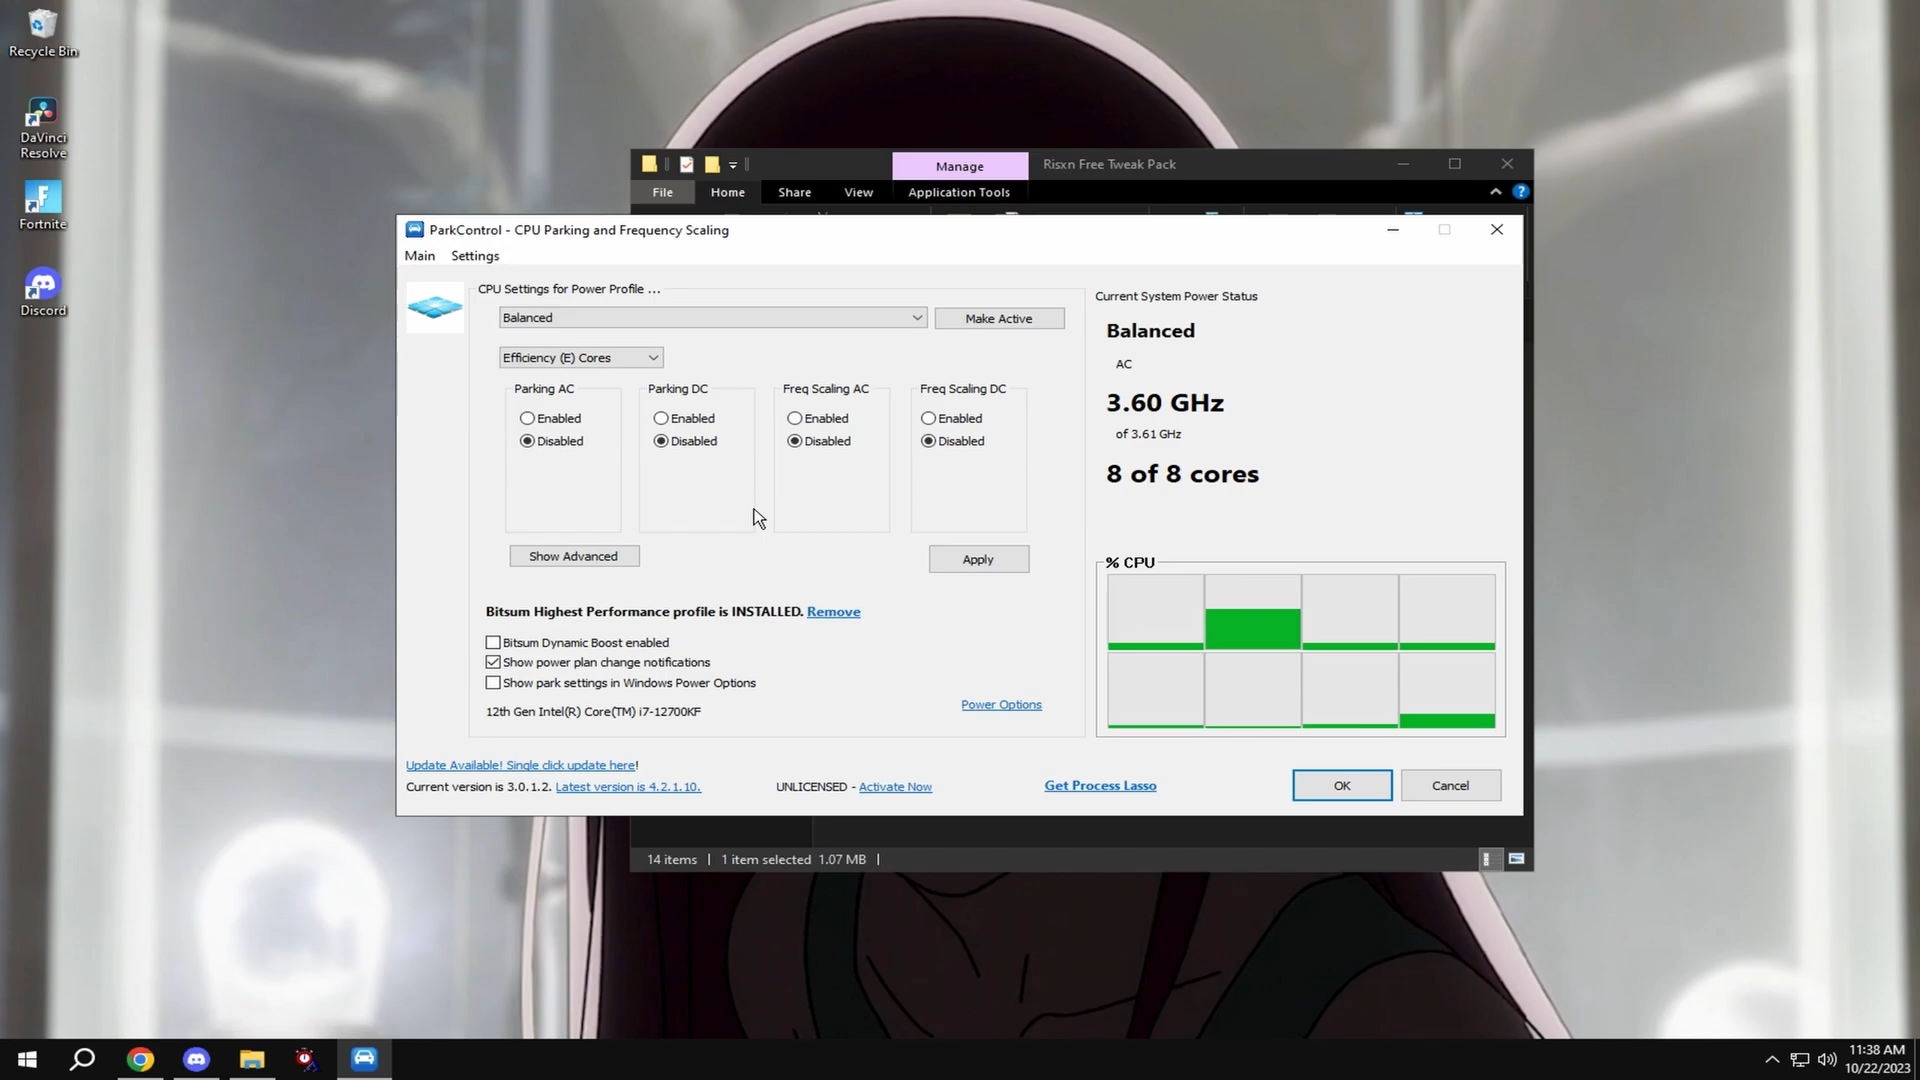 Recycle Bin
DaVinci
Resolve
Fortnite
Discord
Manage
Risxn Free Tweak Pack
File
Home
Share
View
Application Tools
ParkControl - CPU Parking and Frequency Scaling
Main
Settings
CPU Settings for Power Profile ...
Balanced
Make Active
Efficiency (E) Cores
Parking AC
Enabled
Disabled
Parking DC
Enabled
Disabled
Freq Scaling AC
Enabled
Disabled
Freq Scaling DC
Enabled
Disabled
Show Advanced
Apply
Bitsum Highest Performance profile is INSTALLED. Remove
Bitsum Dynamic Boost enabled
Show power plan change notifications
Show park settings in Windows Power Options
12th Gen Intel(R) Core(TM) i7-12700KF
Power Options
Current System Power Status
Balanced
AC
3.60 GHz
of 3.61 GHz
8 of 8 cores
% CPU
Update Available! Single click update here!
Current version is 3.0.1.2. Latest version is 4.2.1.10.
UNLICENSED - Activate Now
Get Process Lasso
OK
Cancel
14 items
1 item selected 1.07 MB
11:38 AM
10/22/2023